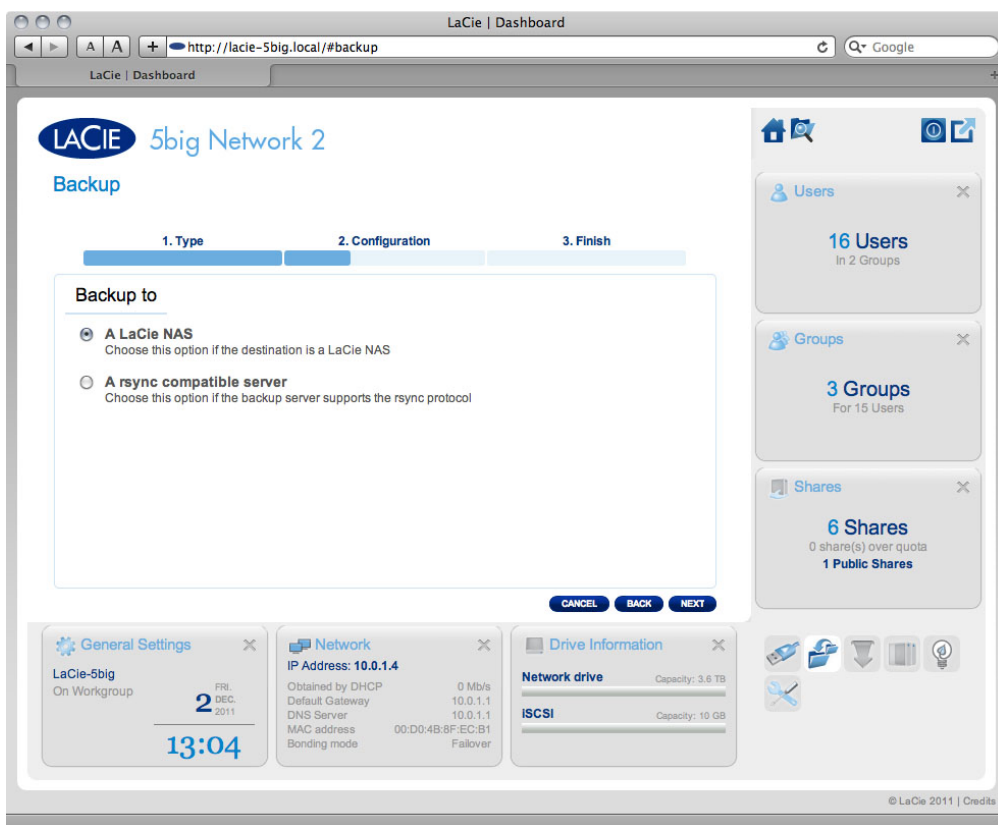 LaCie | Dashboard
A A + http://lacie-5big.local/#backup Google
LaCie | Dashboard +
LACIE 5big Network 2
Backup
1. Type 2. Configuration 3. Finish
Backup to
A LaCie NAS
Choose this option if the destination is a LaCie NAS
A rsync compatible server
Choose this option if the backup server supports the rsync protocol
CANCEL BACK NEXT
Users
16 Users
In 2 Groups
Groups
3 Groups
For 15 Users
Shares
6 Shares
0 share(s) over quota
1 Public Shares
General Settings
LaCie-5big
On Workgroup
FRI.
2 DEC.
2011
13:04
Network
IP Address: 10.0.1.4
Obtained by DHCP 0 Mb/s
Default Gateway 10.0.1.1
DNS Server 10.0.1.1
MAC address 00:D0:4B:8F:EC:B1
Bonding mode Failover
Drive Information
Network drive Capacity: 3.6 TB
iSCSI Capacity: 10 GB
© LaCie 2011 | Credits